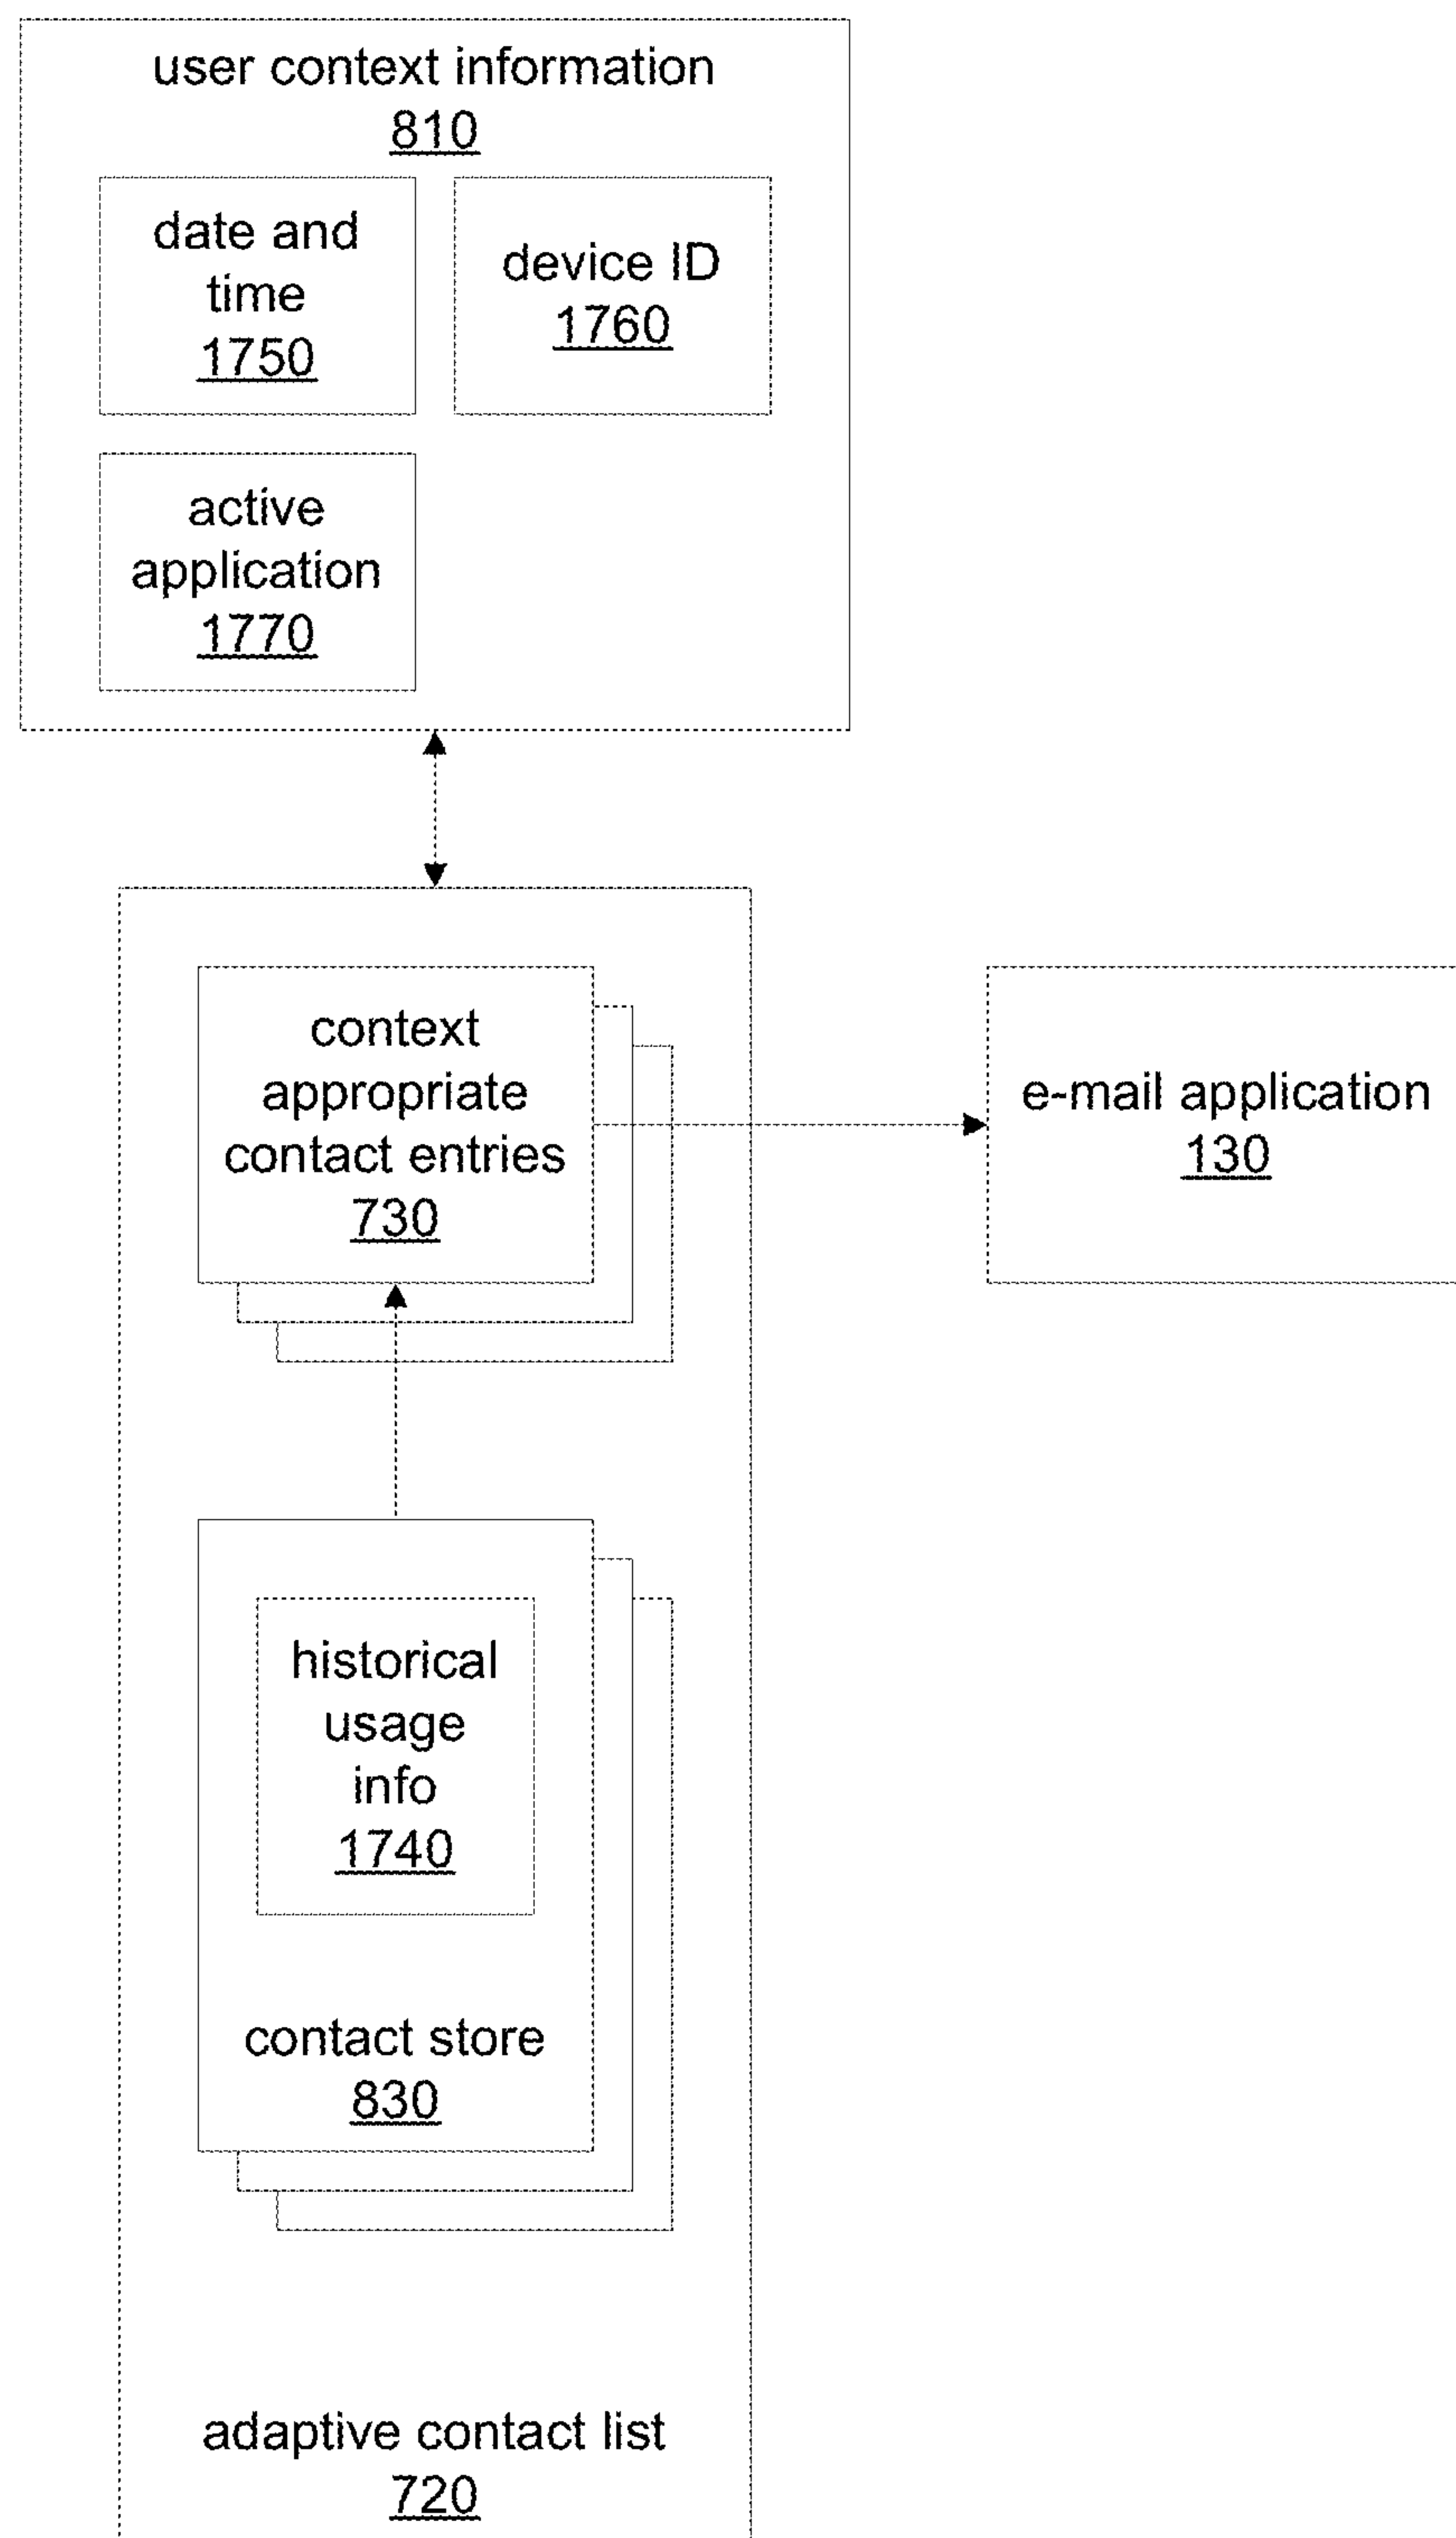 user context information
810
date and
time
1750
device ID
1760
active
application
1770
context
appropriate
contact entries
730
e-mail application
130
historical
usage
info
1740
contact store
830
adaptive contact list
720